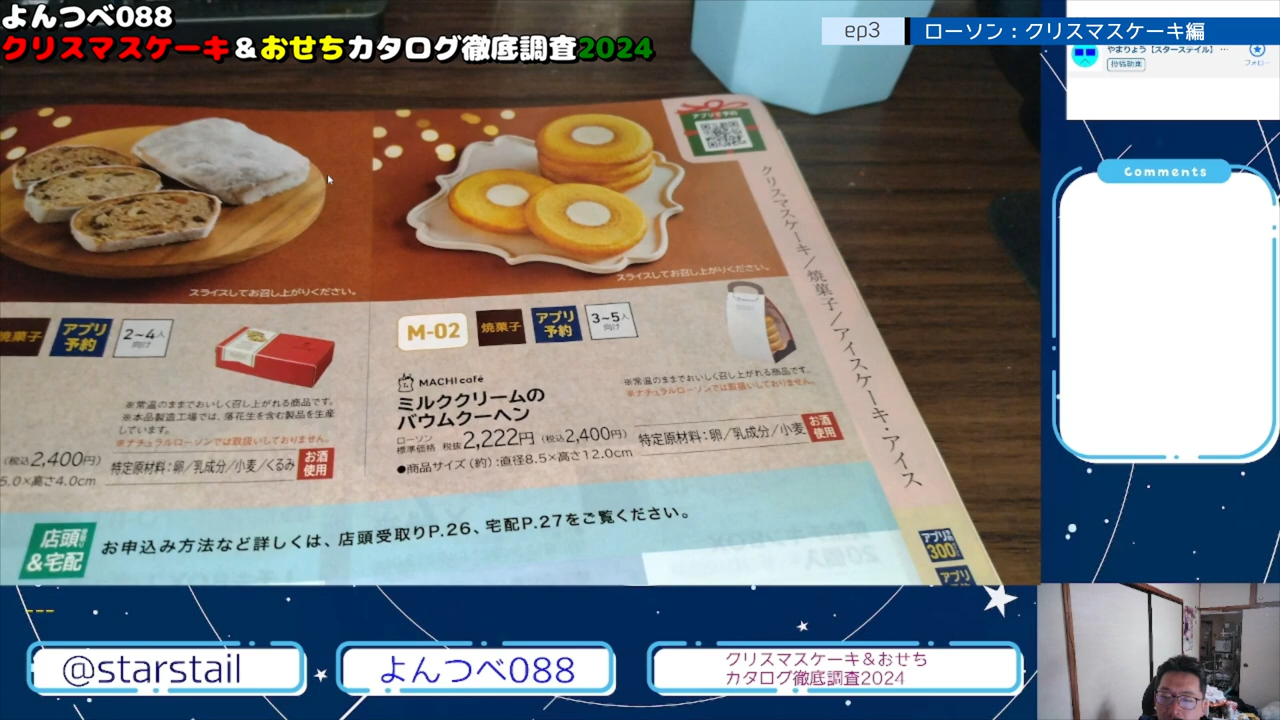 よんつべ088
クリスマスケーキ&おせちカタログ徹底調査2024
ep3
ローソン：クリスマスケーキ編
やまりょう【スターステイル】 …
投稿動画
フォロー
Comments
アプリで予約
クリスマスケーキ/焼菓子/アイスケーキ・アイス
スライスしてお召し上がりください。
スライスしてお召し上がりください。
焼菓子
アプリ予約
2~4人向け
※常温のままでおいしく召し上がれる商品です。
※本品製造工場では、落花生を含む製品を生産
しています。
※ナチュラルローソンでは取扱いしておりません。
(税込2,400円)
特定原材料：卵/乳成分/小麦/くるみ
お酒使用
5.0×高さ4.0cm
M-02
焼菓子
アプリ予約
3~5人向け
MACHI café
ミルククリームの
バウムクーヘン
※常温のままでおいしく召し上がれる商品です。
※ナチュラルローソンでは取扱いしておりません。
ローソン標準価格 税抜2,222円 (税込2,400円)
特定原材料：卵/乳成分/小麦
お酒使用
●商品サイズ(約):直径8.5×高さ12.0cm
店頭&宅配
お申込み方法など詳しくは、店頭受取りP.26、宅配P.27をご覧ください。
アプリ
300
アプリ
---
@starstail
よんつべ088
クリスマスケーキ&おせち
カタログ徹底調査2024